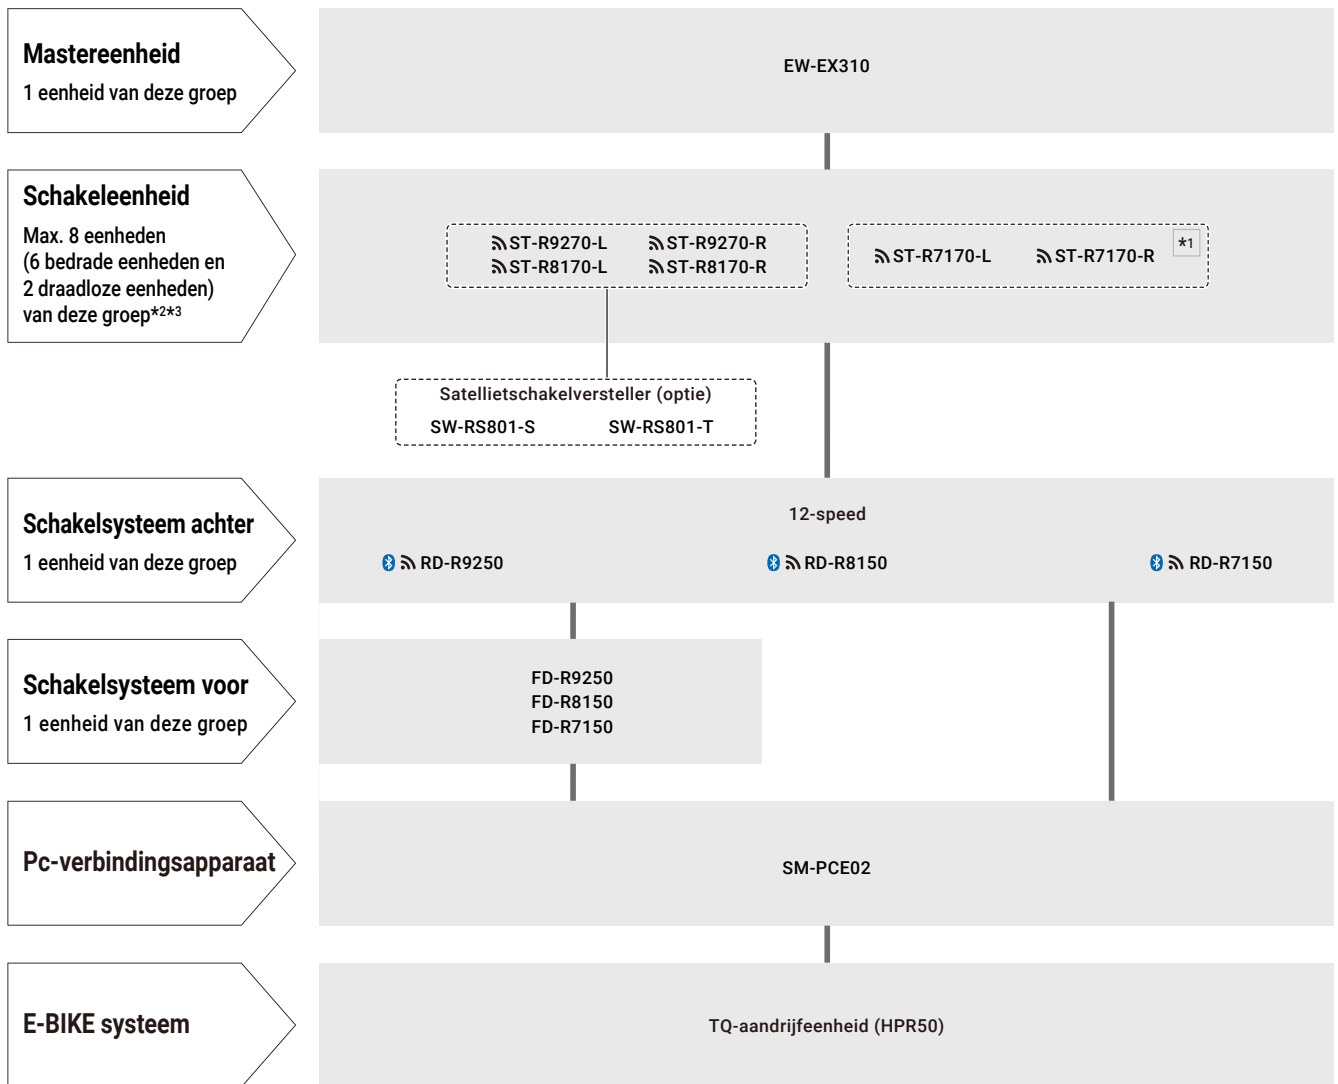 Mastereenheid
1 eenheid van deze groep
EW-EX310
Schakeleenheid
Max. 8 eenheden
(6 bedrade eenheden en
2 draadloze eenheden)
van deze groep*2*3
ST-R9270-L ST-R9270-R
ST-R8170-L ST-R8170-R
ST-R7170-L ST-R7170-R *1
Satellietschakelversteller (optie)
SW-RS801-S SW-RS801-T
Schakelsysteem achter
1 eenheid van deze groep
12-speed
RD-R9250 RD-R8150 RD-R7150
Schakelsysteem voor
1 eenheid van deze groep
FD-R9250
FD-R8150
FD-R7150
Pc-verbindingsapparaat
SM-PCE02
E-BIKE systeem
TQ-aandrijfeenheid (HPR50)